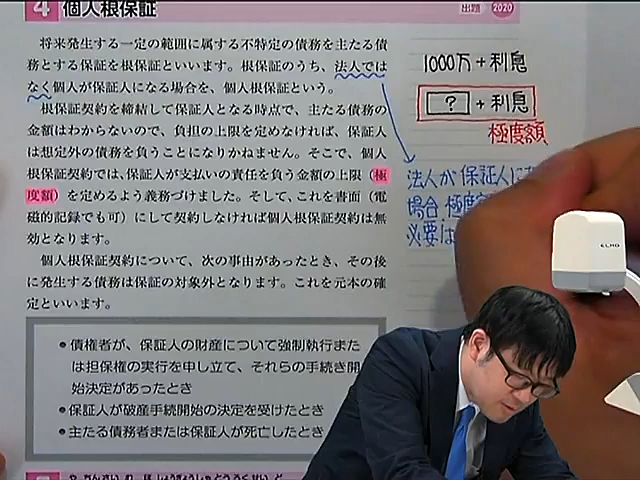 4 個人根保証
出題 2020
将来発生する一定の範囲に属する不特定の債務を主たる債
務とする保証を根保証といいます。根保証のうち、法人では
なく個人が保証人になる場合を、個人根保証という。
根保証契約を締結して保証人となる時点で、主たる債務の
金額はわからないので、負担の上限を定めなければ、保証人
は想定外の債務を負うことになりかねません。そこで、個人
根保証契約では、保証人が支払いの責任を負う金額の上限（極
度額）を定めるよう義務づけました。そして、これを書面（電
磁的記録でも可）にして契約しなければ個人根保証契約は無
効となります。
個人根保証契約について、次の事由があったとき、その後
に発生する債務は保証の対象外となります。これを元本の確
定といいます。
●債権者が、保証人の財産について強制執行また
は担保権の実行を申し立て、それらの手続き開
始決定があったとき
●保証人が破産手続開始の決定を受けたとき
●主たる債務者または保証人が死亡したとき
1000万+利息
?+利息
極度額
法人が保証人に
場合、極度
必要は
ELMO